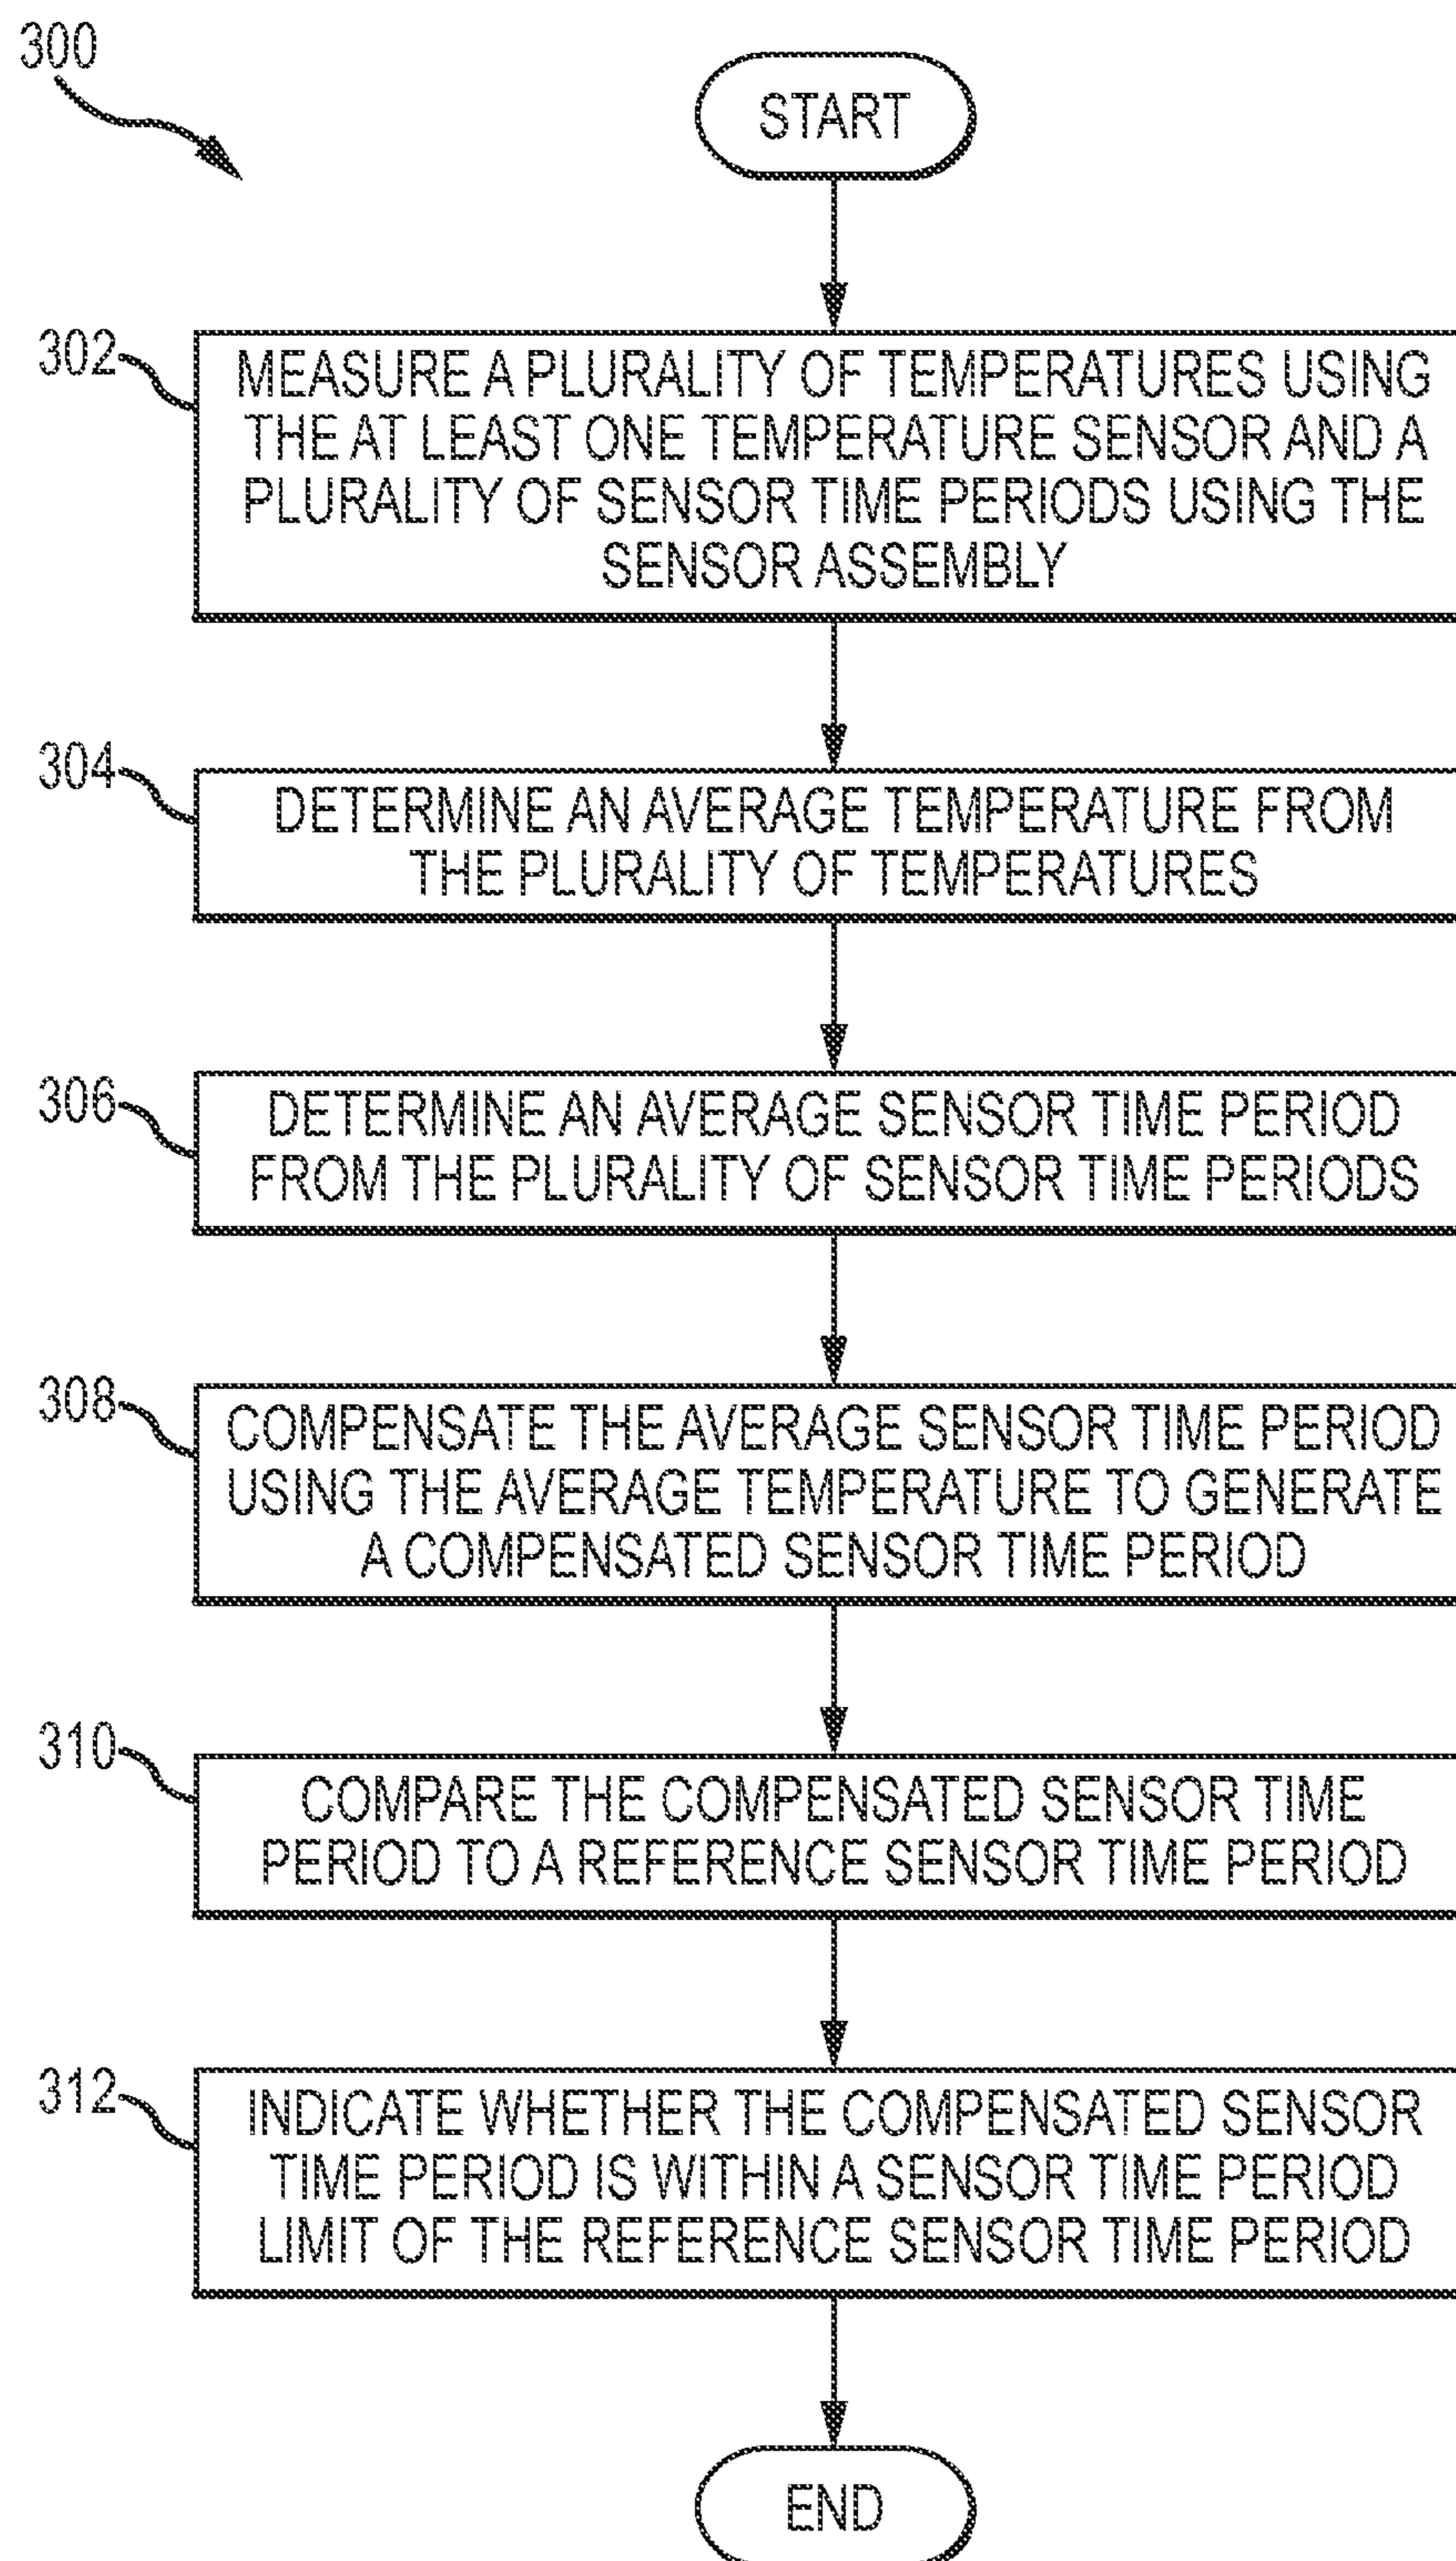 300
START
302
MEASURE A PLURALITY OF TEMPERATURES USING
THE AT LEAST ONE TEMPERATURE SENSOR AND A
PLURALITY OF SENSOR TIME PERIODS USING THE
SENSOR ASSEMBLY
304
DETERMINE AN AVERAGE TEMPERATURE FROM
THE PLURALITY OF TEMPERATURES
306
DETERMINE AN AVERAGE SENSOR TIME PERIOD
FROM THE PLURALITY OF SENSOR TIME PERIODS
308
COMPENSATE THE AVERAGE SENSOR TIME PERIOD
USING THE AVERAGE TEMPERATURE TO GENERATE
A COMPENSATED SENSOR TIME PERIOD
310
COMPARE THE COMPENSATED SENSOR TIME
PERIOD TO A REFERENCE SENSOR TIME PERIOD
312
INDICATE WHETHER THE COMPENSATED SENSOR
TIME PERIOD IS WITHIN A SENSOR TIME PERIOD
LIMIT OF THE REFERENCE SENSOR TIME PERIOD
END